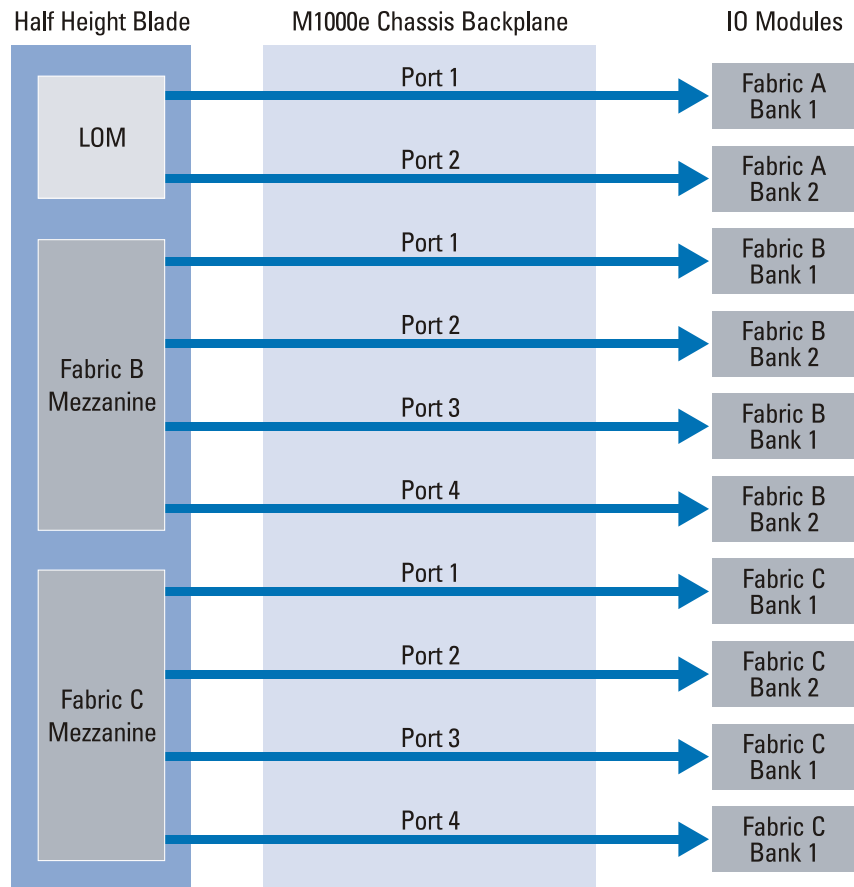 Half Height Blade M1000e Chassis Backplane IO Modules
LOM
Port 1
Fabric A
Bank 1
Port 2
Fabric A
Bank 2
Fabric B
Mezzanine
Port 1
Fabric B
Bank 1
Port 2
Fabric B
Bank 2
Port 3
Fabric B
Bank 1
Port 4
Fabric B
Bank 2
Fabric C
Mezzanine
Port 1
Fabric C
Bank 1
Port 2
Fabric C
Bank 2
Port 3
Fabric C
Bank 1
Port 4
Fabric C
Bank 1